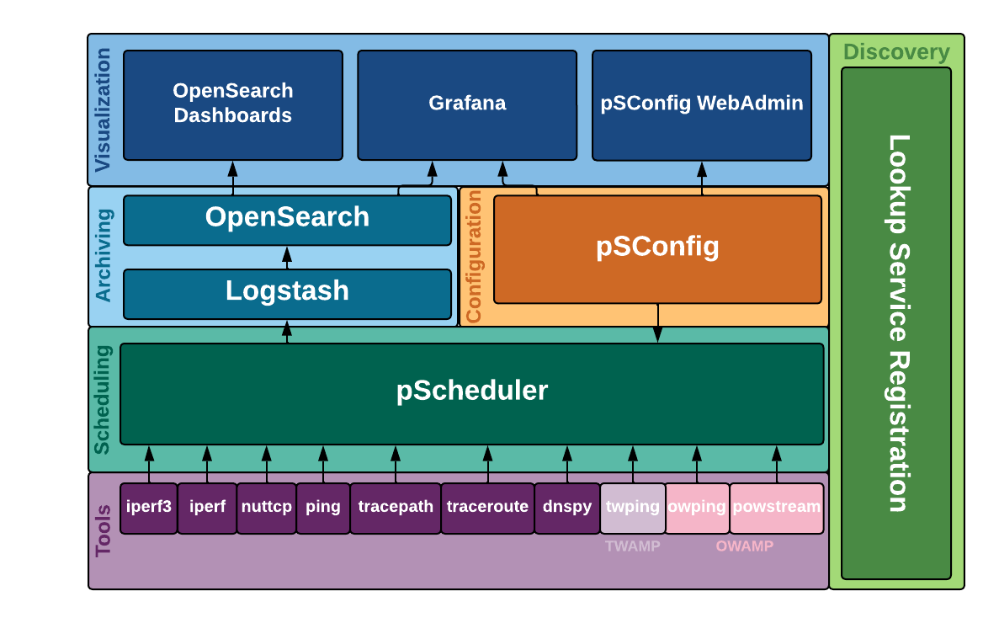 Visualization
OpenSearch
Dashboards
Grafana
pSConfig WebAdmin
Discovery
Lookup Service Registration
Archiving
OpenSearch
Logstash
Configuration
pSConfig
Scheduling
pScheduler
Tools
iperf3
iperf
nuttcp
ping
tracepath
traceroute
dnspy
twping
owping
powstream
TWAMP
OWAMP